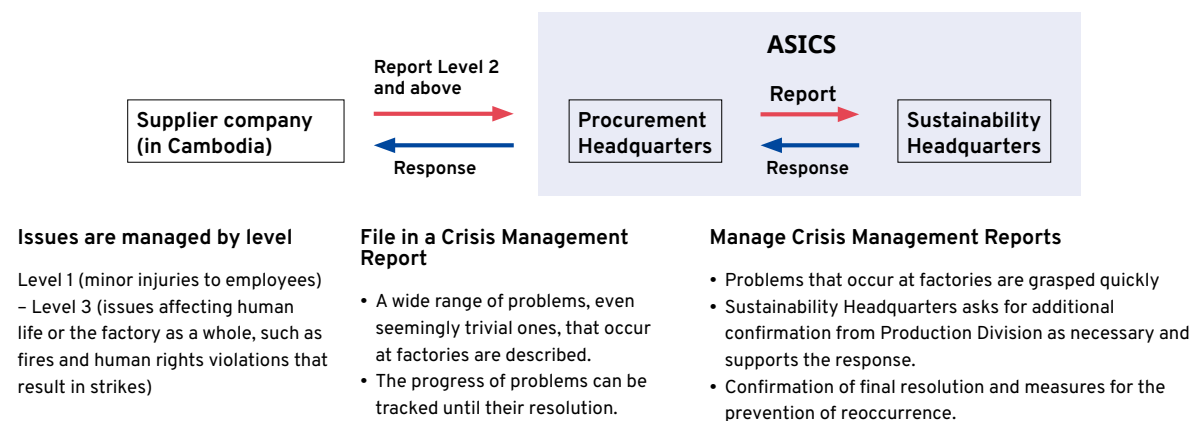 ASICS
Report Level 2
and above
Report
Supplier company
(in Cambodia)
Procurement
Headquarters
Sustainability
Headquarters
Response
Response
Issues are managed by level
Level 1 (minor injuries to employees)
– Level 3 (issues affecting human
life or the factory as a whole, such as
fires and human rights violations that
result in strikes)
File in a Crisis Management
Report
• A wide range of problems, even
seemingly trivial ones, that occur
at factories are described.
• The progress of problems can be
tracked until their resolution.
Manage Crisis Management Reports
• Problems that occur at factories are grasped quickly
• Sustainability Headquarters asks for additional
confirmation from Production Division as necessary and
supports the response.
• Confirmation of final resolution and measures for the
prevention of reoccurrence.